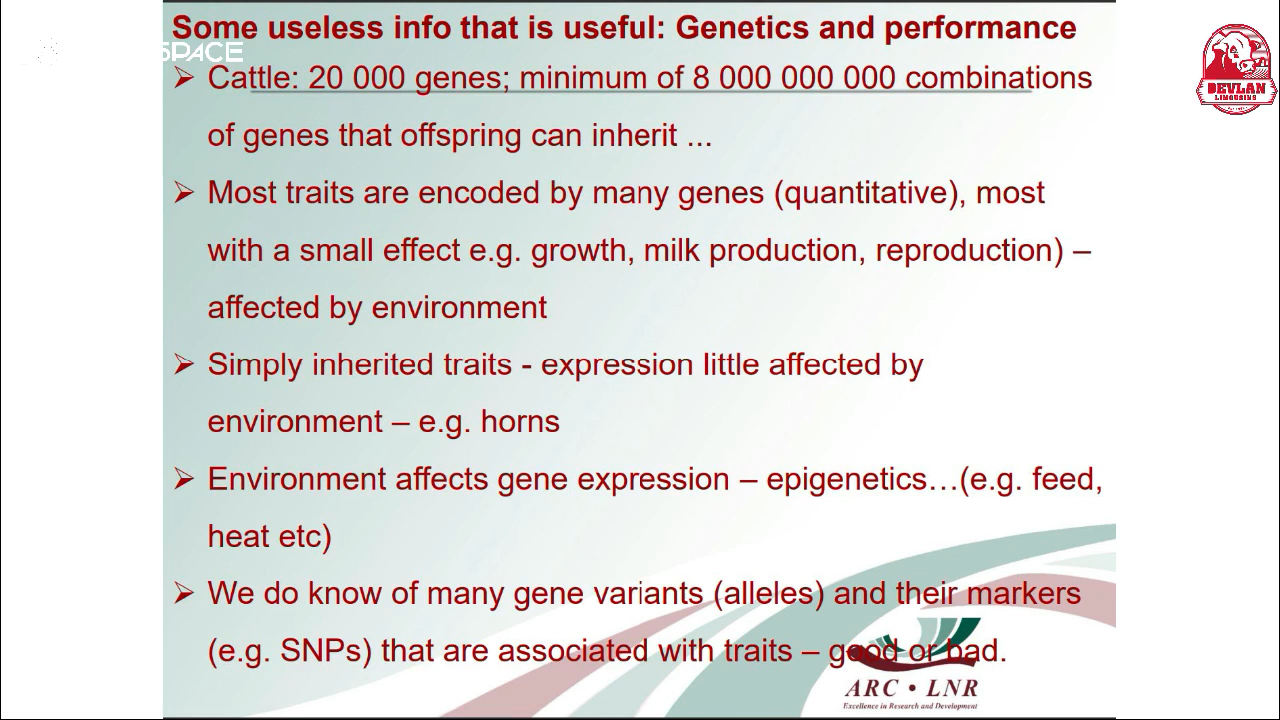 Some useless info that is useful: Genetics and performance
SPACE
➢ Cattle: 20 000 genes; minimum of 8 000 000 000 combinations
of genes that offspring can inherit ...
➢ Most traits are encoded by many genes (quantitative), most
with a small effect e.g. growth, milk production, reproduction) –
affected by environment
➢ Simply inherited traits - expression little affected by
environment – e.g. horns
➢ Environment affects gene expression – epigenetics…(e.g. feed,
heat etc)
➢ We do know of many gene variants (alleles) and their markers
(e.g. SNPs) that are associated with traits – good or bad.
ARC • LNR
Excellence in Research and Development
DEVLAN
LIMOUSINS